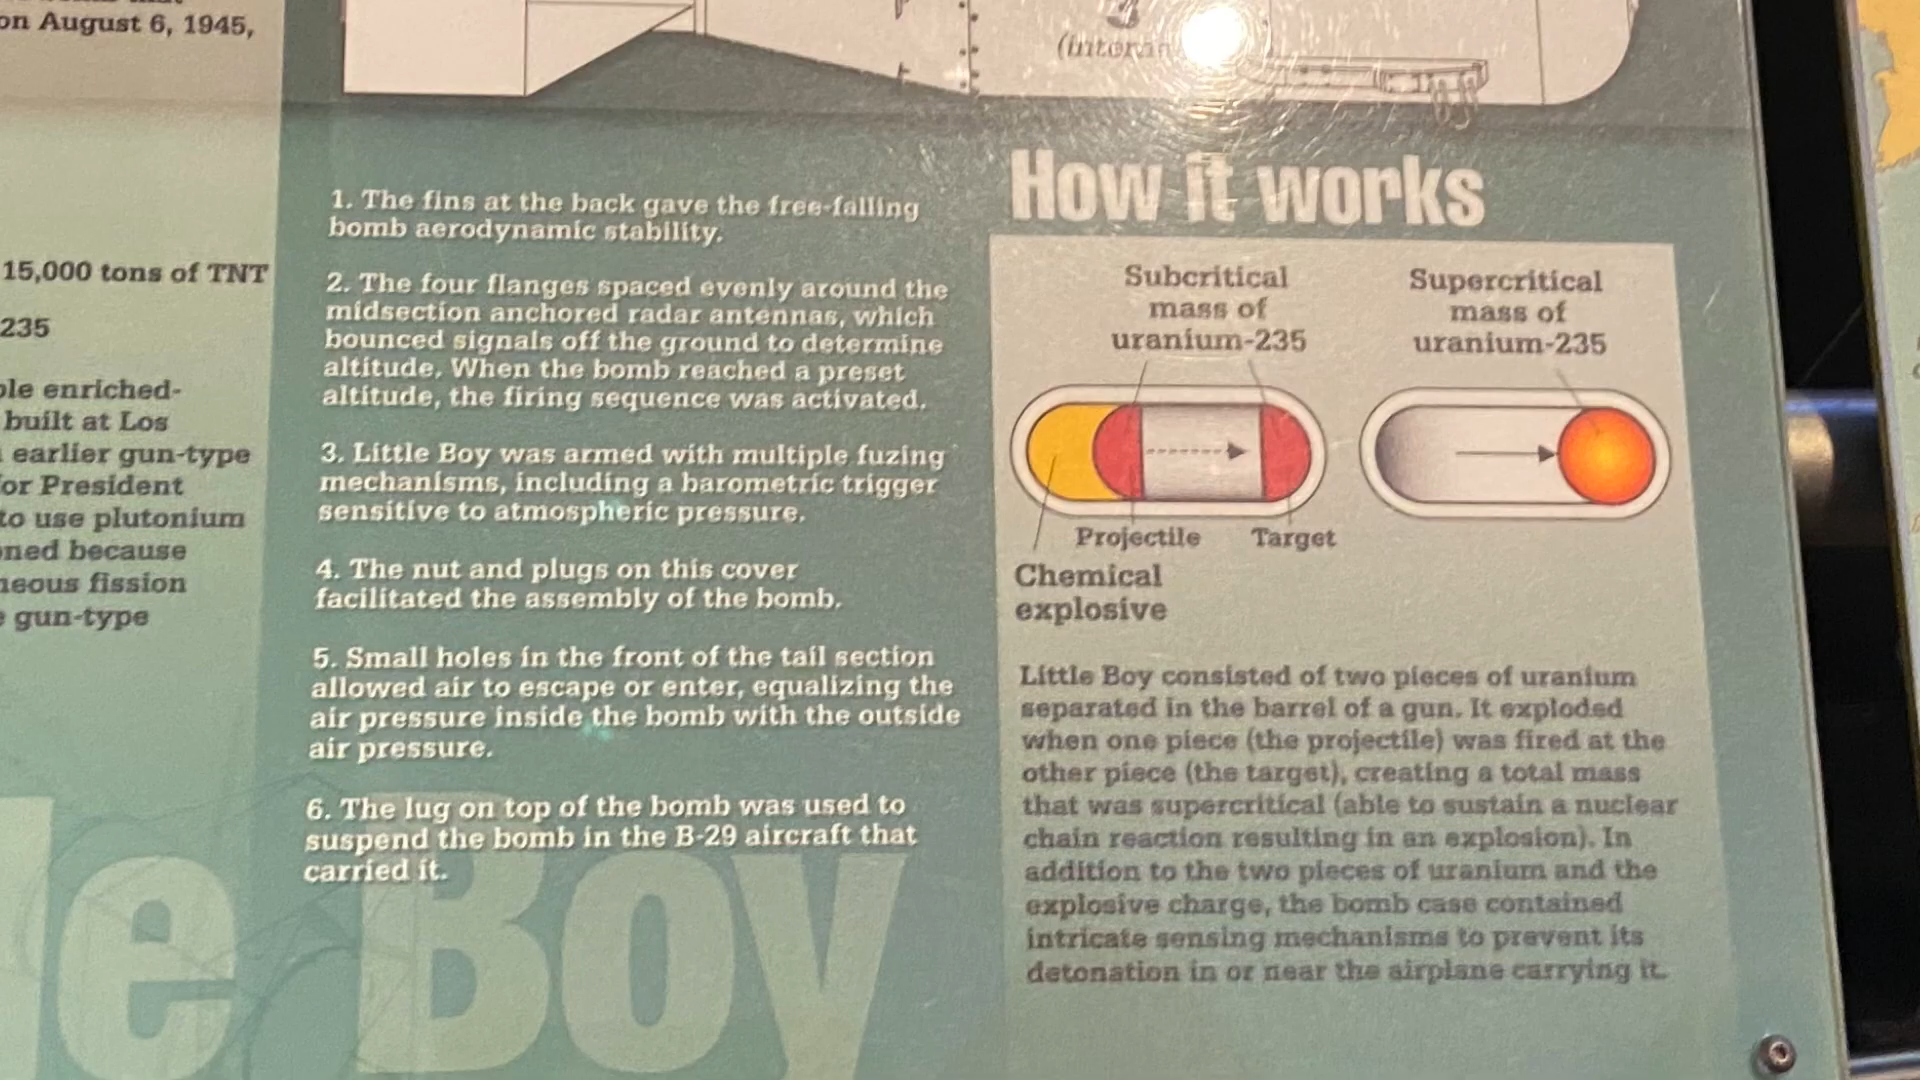 on August 6, 1945,
15,000 tons of TNT
235
enriched-
built at Los
earlier gun-type
or President
to use plutonium
because
fission
gun-type
1. The fins at the back gave the free-falling
bomb aerodynamic stability.
2. The four flanges spaced evenly around the
midsection anchored radar antennas, which
bounced signals off the ground to determine
altitude. When the bomb reached a preset
altitude, the firing sequence was activated.
3. Little Boy was armed with multiple fuzing
mechanisms, including a barometric trigger
sensitive to atmospheric pressure.
4. The nut and plugs on this cover
facilitated the assembly of the bomb.
5. Small holes in the front of the tail section
allowed air to escape or enter, equalizing the
air pressure inside the bomb with the outside
air pressure.
6. The lug on top of the bomb was used to
suspend the bomb in the B-29 aircraft that
carried it.
le Boy
How it works
Subcritical
mass of
uranium-235
Supercritical
mass of
uranium-235
Projectile
Target
Chemical
explosive
Little Boy consisted of two pieces of uranium
separated in the barrel of a gun. It exploded
when one piece (the projectile) was fired at the
other piece (the target), creating a total mass
that was supercritical (able to sustain a nuclear
chain reaction resulting in an explosion). In
addition to the two pieces of uranium and the
explosive charge, the bomb case contained
intricate sensing mechanisms to prevent its
detonation in or near the airplane carrying it.